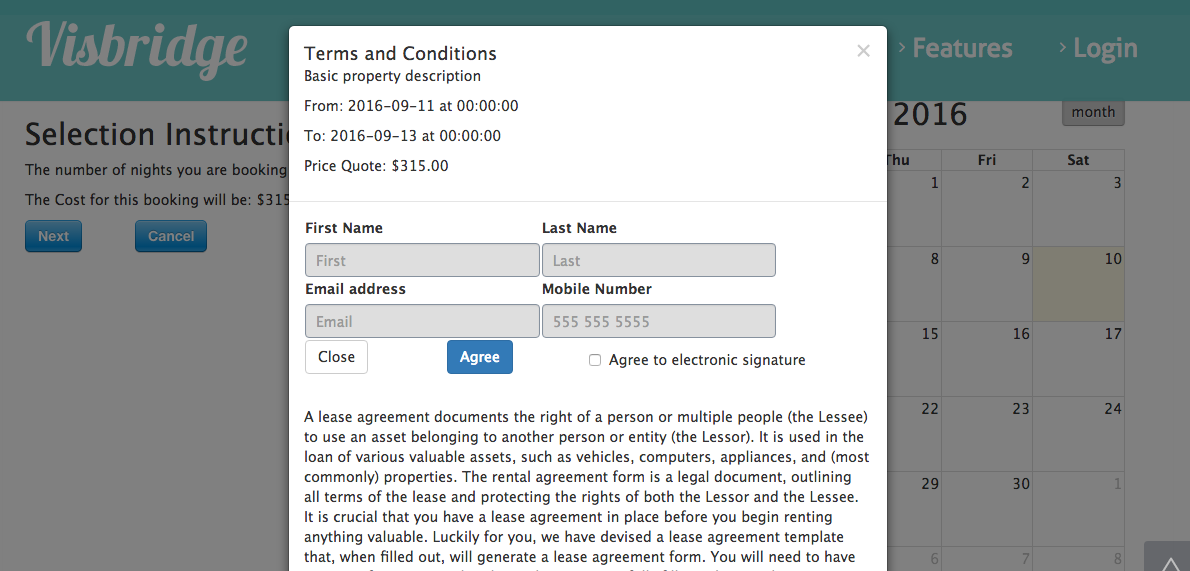 Visbridge
› Features
› Login
Terms and Conditions
×
Basic property description
From: 2016-09-11 at 00:00:00
To: 2016-09-13 at 00:00:00
Price Quote: $315.00
Selection
The number of nights you are booking
The Cost for this booking will be: $315
Next
Cancel
First Name
Last Name
First
Last
Email address
Mobile Number
Email
555 555 5555
Close
Agree
Agree to electronic signature
A lease agreement documents the right of a person or multiple people (the Lessee)
to use an asset belonging to another person or entity (the Lessor). It is used in the
loan of various valuable assets, such as vehicles, computers, appliances, and (most
commonly) properties. The rental agreement form is a legal document, outlining
all terms of the lease and protecting the rights of both the Lessor and the Lessee.
It is crucial that you have a lease agreement in place before you begin renting
anything valuable. Luckily for you, we have devised a lease agreement template
that, when filled out, will generate a lease agreement form. You will need to have
2016
month
Thu Fri Sat
1 2 3
8 9 10
15 16 17
22 23 24
29 30 1
6 7 8